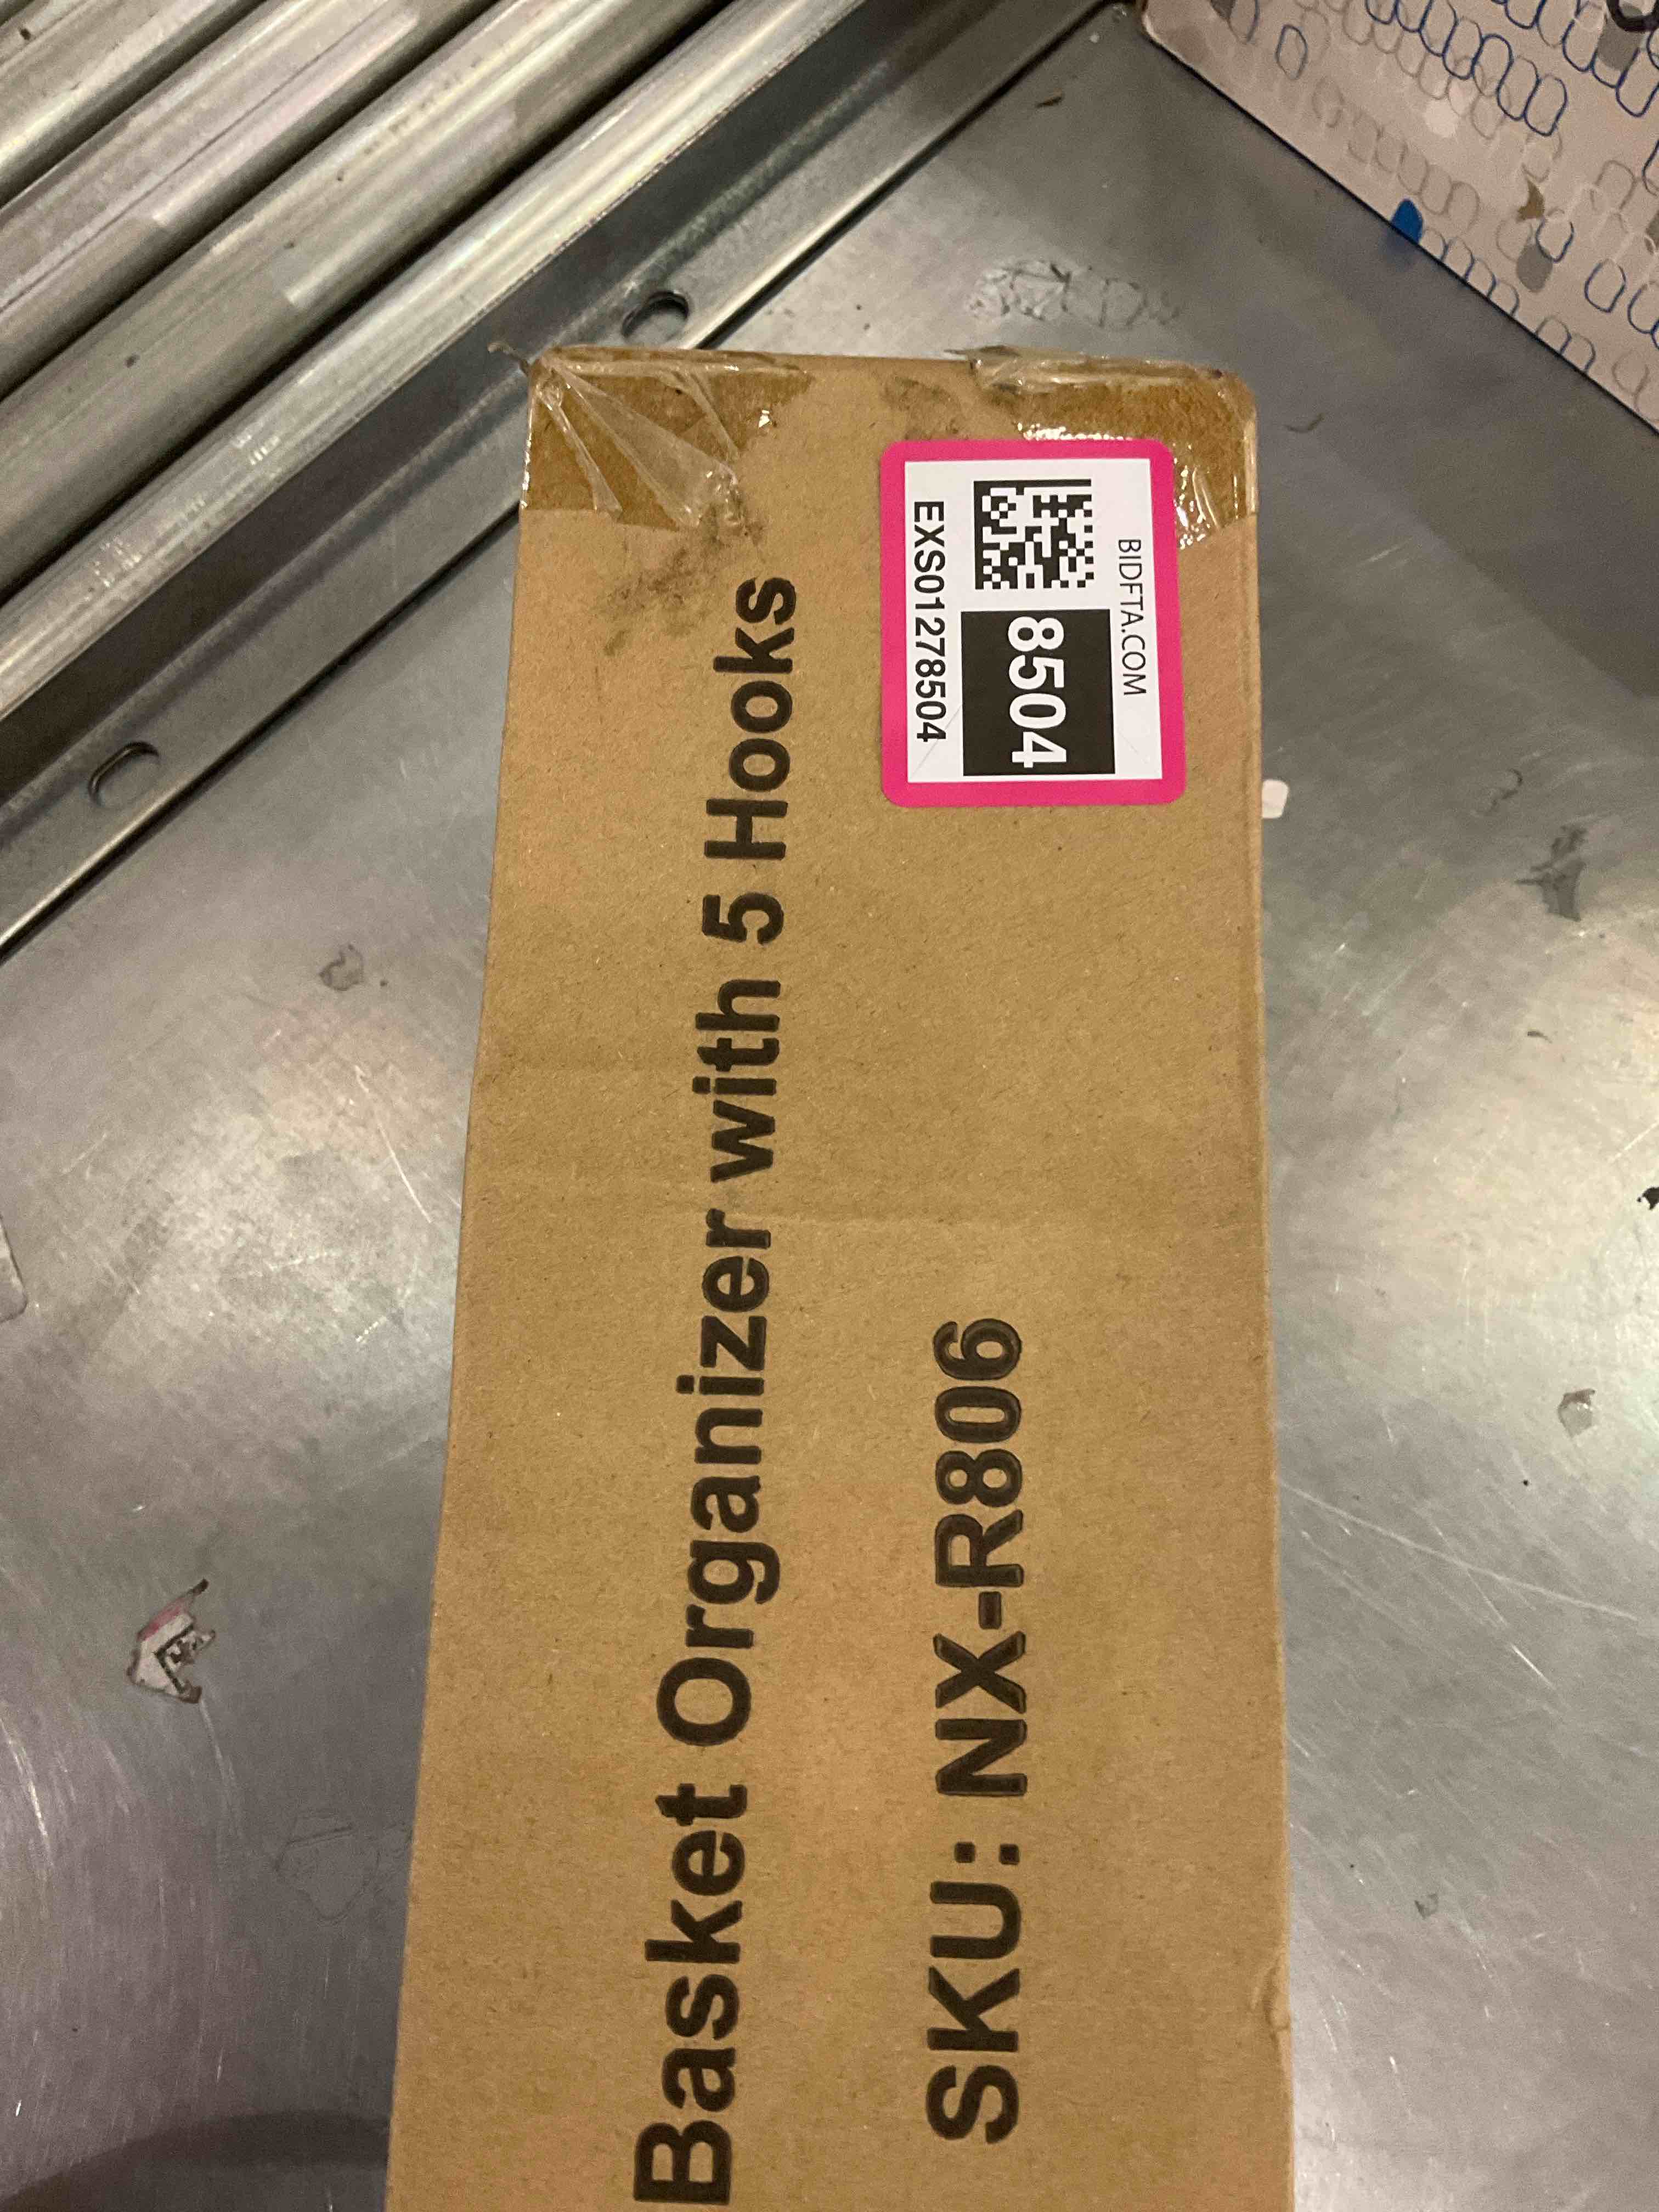 Basket Organizer with 5 Hooks
SKU: NX-R806
BIDFTA.COM
8504
EXS01278504